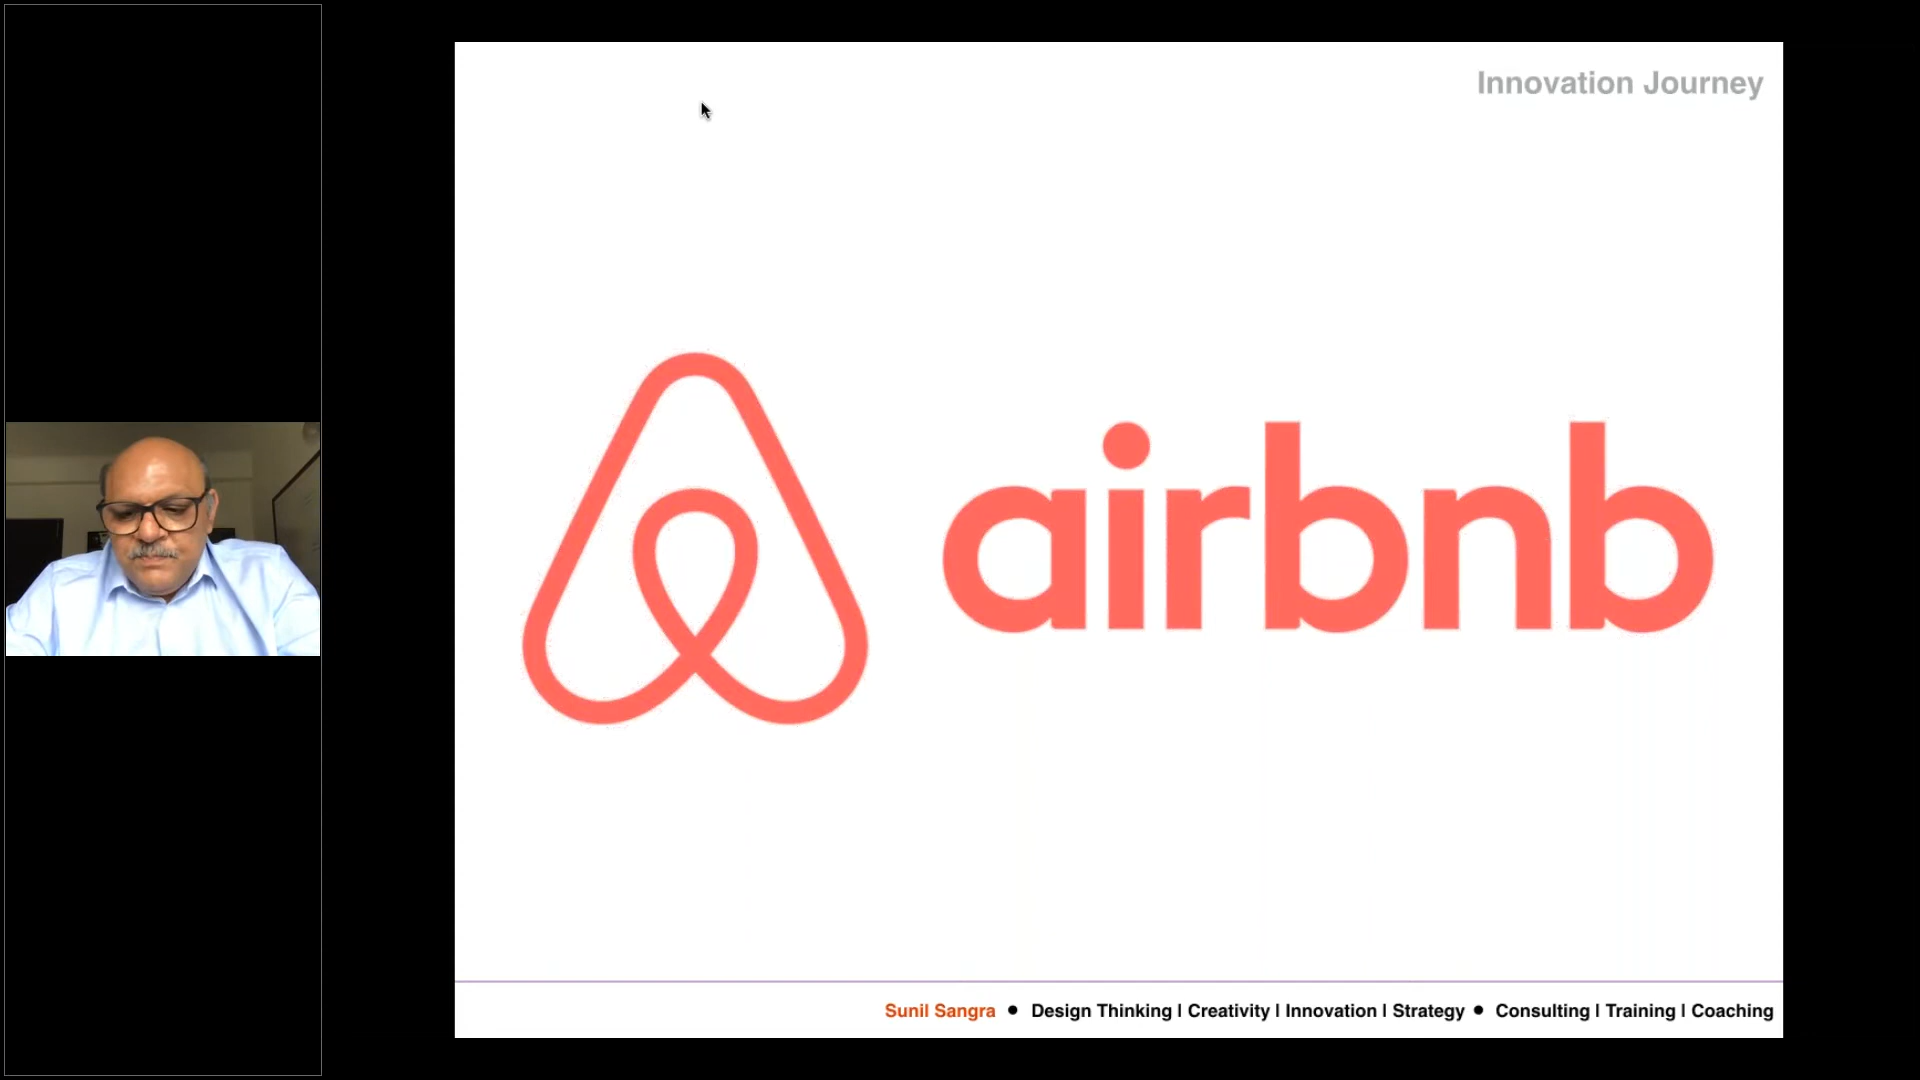 Innovation Journey
airbnb
Sunil Sangra ● Design Thinking | Creativity | Innovation | Strategy ● Consulting | Training | Coaching